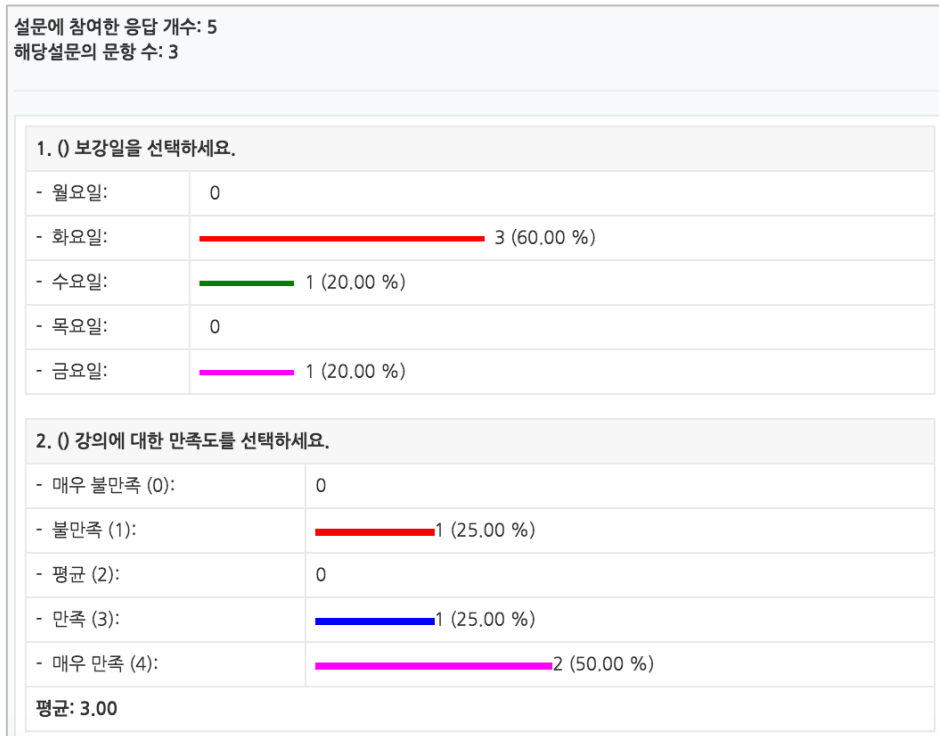 설문에 참여한 응답 개수: 5
해당설문의 문항 수: 3
1. () 보강일을 선택하세요.
- 월요일: 0
- 화요일: 3 (60.00 %)
- 수요일: 1 (20.00 %)
- 목요일: 0
- 금요일: 1 (20.00 %)
2. () 강의에 대한 만족도를 선택하세요.
- 매우 불만족 (0): 0
- 불만족 (1): 1 (25.00 %)
- 평균 (2): 0
- 만족 (3): 1 (25.00 %)
- 매우 만족 (4): 2 (50.00 %)
평균: 3.00